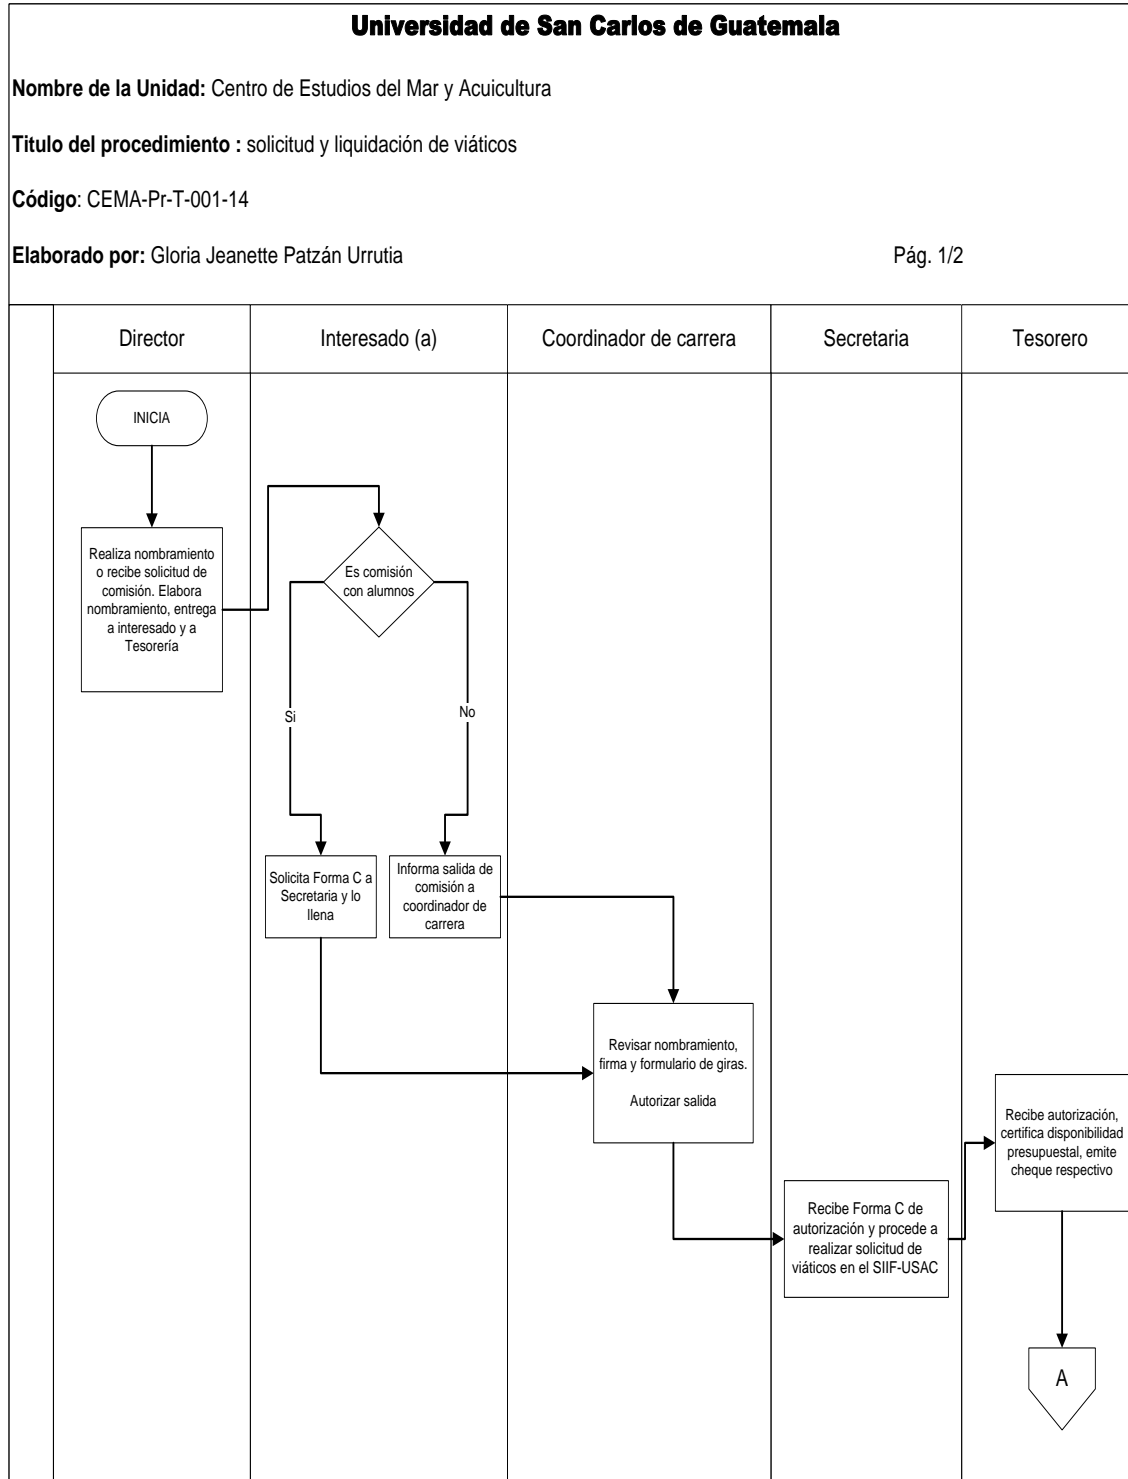 Universidad de San Carlos de Guatemala
Nombre de la Unidad: Centro de Estudios del Mar y Acuicultura
Titulo del procedimiento : solicitud y liquidación de viáticos
Código: CEMA-Pr-T-001-14
Elaborado por: Gloria Jeanette Patzán Urrutia Pág. 1/2
Director Interesado (a) Coordinador de carrera Secretaria Tesorero
INICIA
Realiza nombramiento
o recibe solicitud de
comisión. Elabora
nombramiento, entrega
a interesado y a
Tesorería
Es comisión
con alumnos
Si
No
Solicita Forma C a
Secretaria y lo
llena
Informa salida de
comisión a
coordinador de
carrera
Revisar nombramiento,
firma y formulario de giras.
Autorizar salida
Recibe Forma C de
autorización y procede a
realizar solicitud de
viáticos en el SIIF-USAC
Recibe autorización,
certifica disponibilidad
presupuestal, emite
cheque respectivo
A